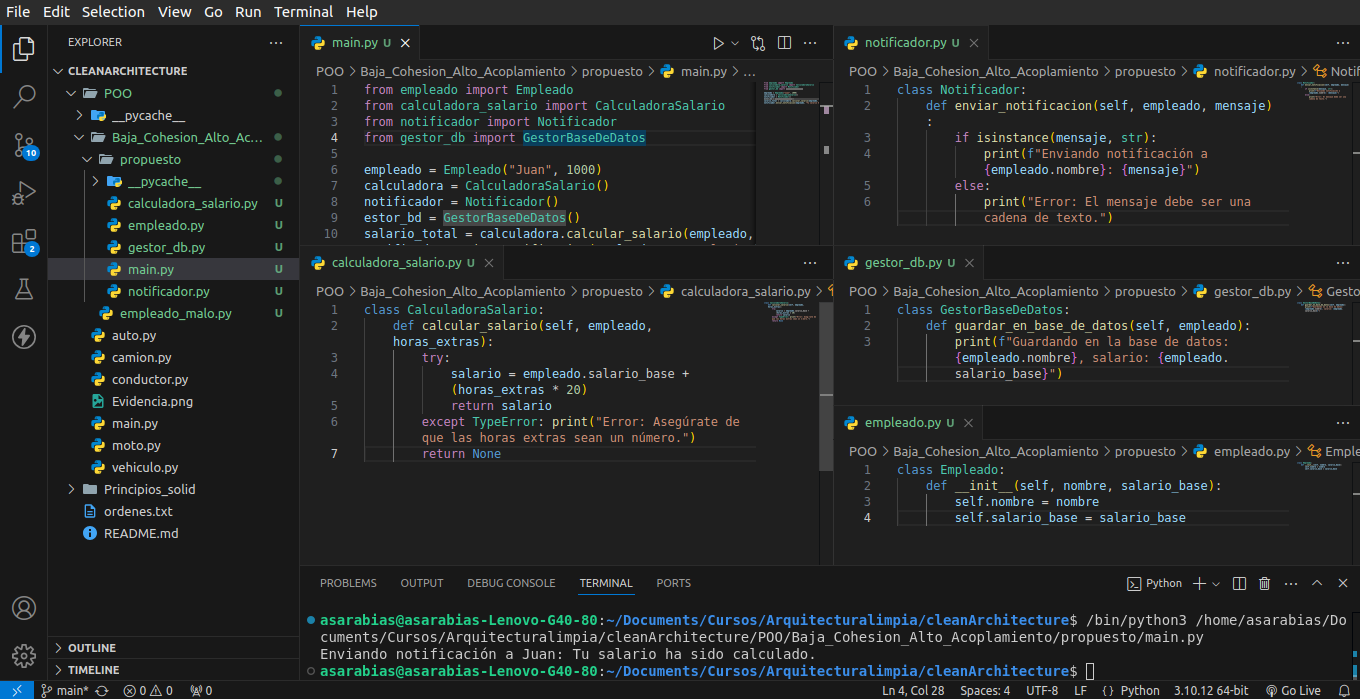 File Edit Selection View Go Run Terminal Help
EXPLORER
CLEANARCHITECTURE
POO
__pycache__
Baja_Cohesion_Alto_Ac...
propuesto
__pycache__
calculadora_salario.py U
empleado.py U
gestor_db.py U
main.py U
notificador.py U
empleado_malo.py U
auto.py
camion.py
conductor.py
Evidencia.png
main.py
moto.py
vehiculo.py
Principios_solid
ordenes.txt
README.md
OUTLINE
TIMELINE
10
2
main.py U
POO > Baja_Cohesion_Alto_Acoplamiento > propuesto > main.py > ...
1 from empleado import Empleado
2 from calculadora_salario import CalculadoraSalario
3 from notificador import Notificador
4 from gestor_db import GestorBaseDeDatos
5
6 empleado = Empleado("Juan", 1000)
7 calculadora = CalculadoraSalario()
8 notificador = Notificador()
9 estor_bd = GestorBaseDeDatos()
10 salario_total = calculadora.calcular_salario(empleado,
notificador.py U
POO > Baja_Cohesion_Alto_Acoplamiento > propuesto > notificador.py > Notif
1 class Notificador:
2 def enviar_notificacion(self, empleado, mensaje)
:
3 if isinstance(mensaje, str):
4 print(f"Enviando notificación a
{empleado.nombre}: {mensaje}")
5 else:
6 print("Error: El mensaje debe ser una
cadena de texto.")
calculadora_salario.py U
POO > Baja_Cohesion_Alto_Acoplamiento > propuesto > calculadora_salario.py >
1 class CalculadoraSalario:
2 def calcular_salario(self, empleado,
horas_extras):
3 try:
4 salario = empleado.salario_base +
(horas_extras * 20)
5 return salario
6 except TypeError: print("Error: Asegúrate de
que las horas extras sean un número.")
7 return None
gestor_db.py U
POO > Baja_Cohesion_Alto_Acoplamiento > propuesto > gestor_db.py > Gesto
1 class GestorBaseDeDatos:
2 def guardar_en_base_de_datos(self, empleado):
3 print(f"Guardando en la base de datos:
{empleado.nombre}, salario: {empleado.
salario_base}")
empleado.py U
POO > Baja_Cohesion_Alto_Acoplamiento > propuesto > empleado.py > Emple
1 class Empleado:
2 def __init__(self, nombre, salario_base):
3 self.nombre = nombre
4 self.salario_base = salario_base
PROBLEMS OUTPUT DEBUG CONSOLE TERMINAL PORTS
Python
asarabias@asarabias-Lenovo-G40-80:~/Documents/Cursos/Arquitecturalimpia/cleanArchitecture$ /bin/python3 /home/asarabias/Do
cuments/Cursos/Arquitecturalimpia/cleanArchitecture/POO/Baja_Cohesion_Alto_Acoplamiento/propuesto/main.py
Enviando notificación a Juan: Tu salario ha sido calculado.
asarabias@asarabias-Lenovo-G40-80:~/Documents/Cursos/Arquitecturalimpia/cleanArchitecture$
main* 0 0 0 Ln 4, Col 28 Spaces: 4 UTF-8 LF {} Python 3.10.12 64-bit Go Live